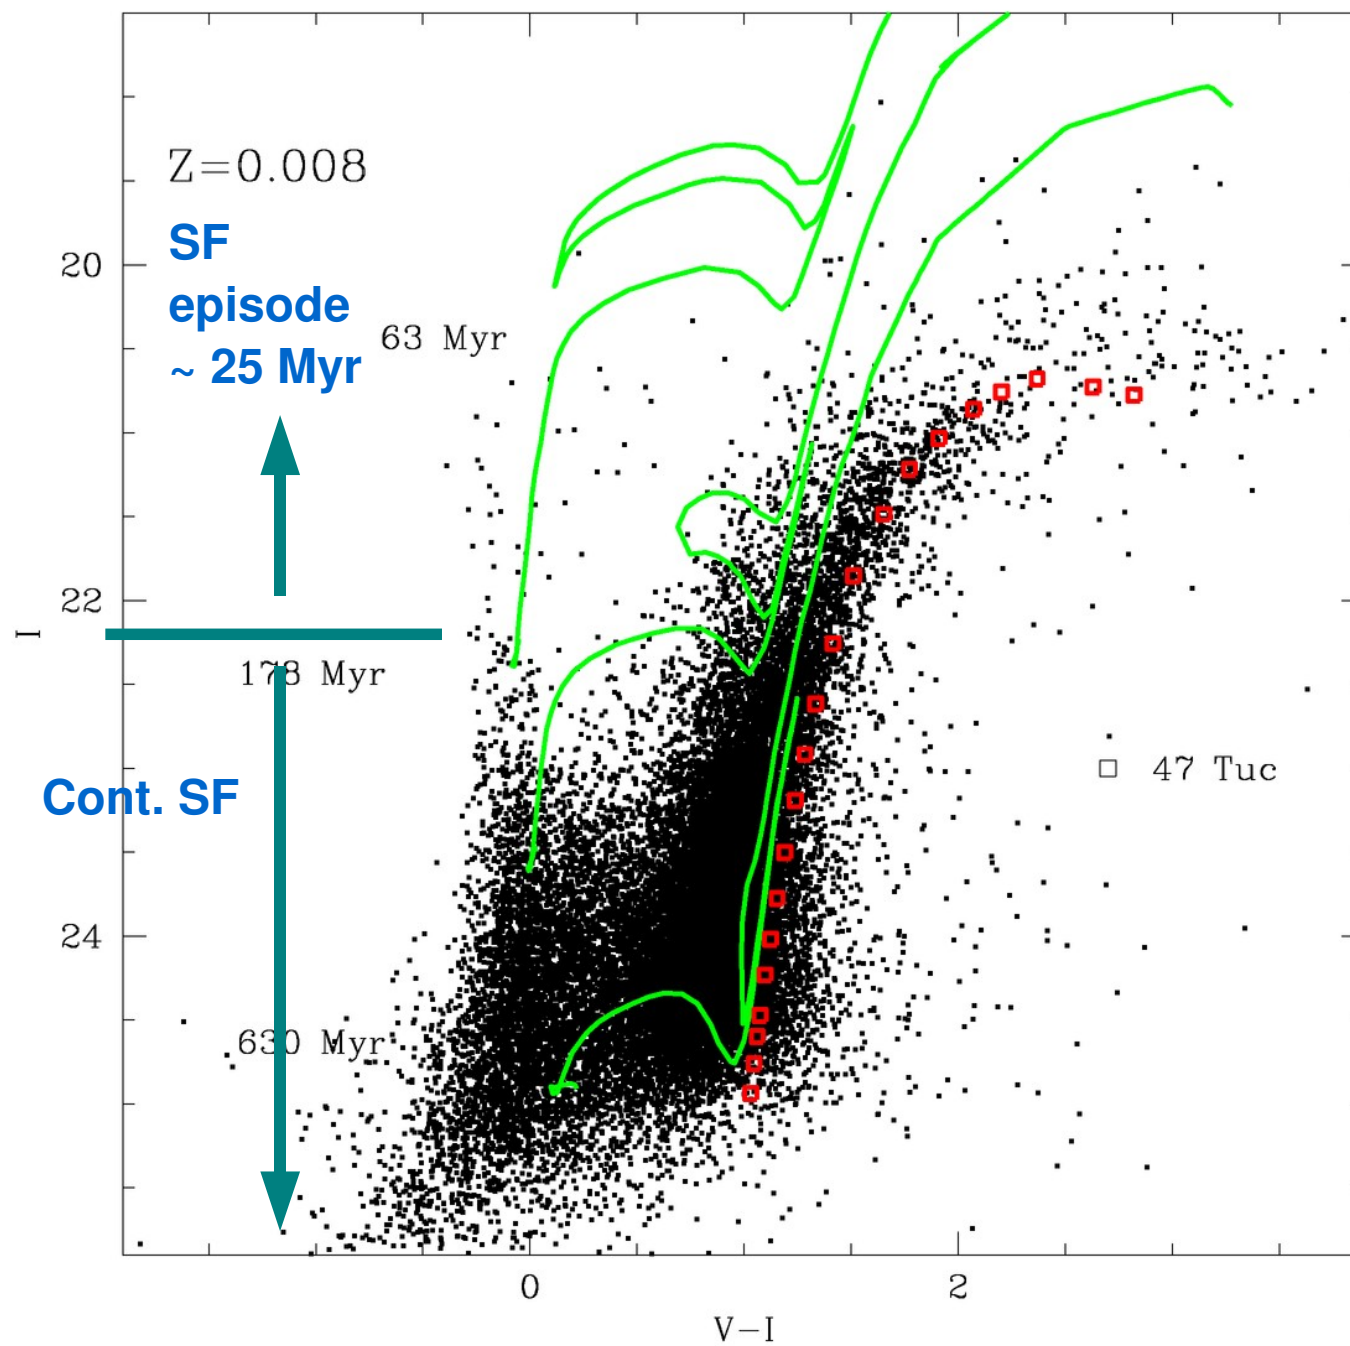 Z=0.008
SF
episode
~ 25 Myr
63 Myr
20
22
24
I
178 Myr
Cont. SF
47 Tuc
630 Myr
0
2
V-I